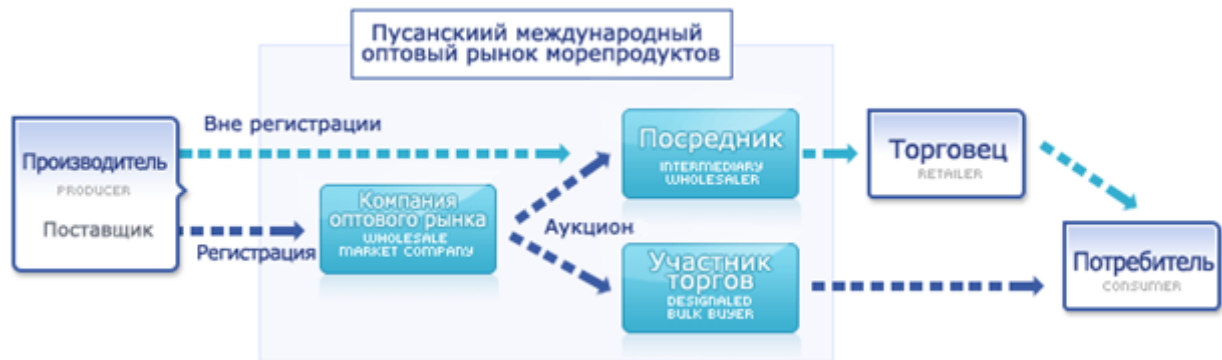 Пусанскиий международный
оптовый рынок морепродуктов
Вне регистрации
Производитель
PRODUCER
Поставщик
Регистрация
Компания
оптового рынка
WHOLESALE
MARKET COMPANY
Аукцион
Посредник
INTERMEDIARY
WHOLESALER
Участник
торгов
DESIGNALED
BULK BUYER
Торговец
RETAILER
Потребитель
CONSUMER